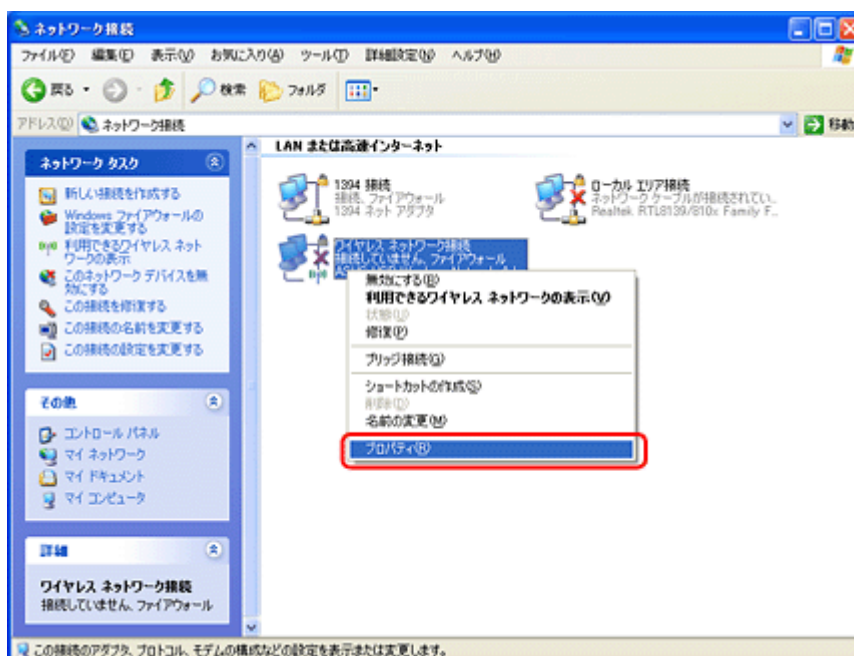 ネットワーク接続
ファイル(F) 編集(E) 表示(V) お気に入り(A) ツール(T) 詳細設定(N) ヘルプ(H)
戻る 検索 フォルダ
アドレス(D) ネットワーク接続 移動
ネットワーク タスク
新しい接続を作成する
Windows ファイアウォールの
設定を変更する
利用できるワイヤレス ネット
ワークの表示
このネットワーク デバイスを無
効にする
この接続を修復する
この接続の名前を変更する
この接続の設定を変更する
その他
コントロール パネル
マイ ネットワーク
マイ ドキュメント
マイ コンピュータ
詳細
ワイヤレス ネットワーク接続
接続していません、ファイアウォール
LAN または高速インターネット
1394 接続
接続、ファイアウォール
1394 ネット アダプタ
ローカル エリア接続
ネットワーク ケーブルが接続されてい...
Realtek RTL8139/810x Family F...
ワイヤレス ネットワーク接続
接続していません、ファイアウォール
無効にする(B)
利用できるワイヤレス ネットワークの表示(V)
状態(U)
修復(P)
ブリッジ接続(G)
ショートカットの作成(S)
削除(D)
名前の変更(M)
プロパティ(R)
この接続のアダプタ、プロトコル、モデムの構成などの設定を表示または変更します。